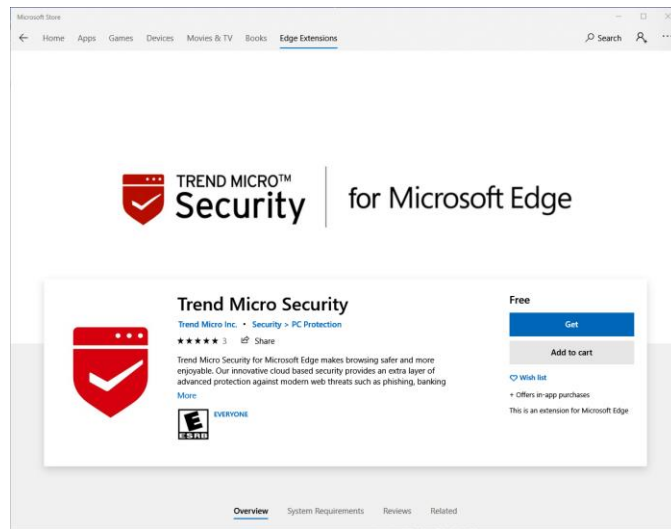 Microsoft Store
Home Apps Games Devices Movies & TV Books Edge Extensions Search
TREND MICRO™
Security for Microsoft Edge
Trend Micro Security
Trend Micro Inc. • Security > PC Protection
★★★★★ 3 Share
Trend Micro Security for Microsoft Edge makes browsing safer and more
enjoyable. Our innovative cloud based security provides an extra layer of
advanced protection against modern web threats such as phishing, banking
More
E
ESRB
EVERYONE
Free
Get
Add to cart
Wish list
+ Offers in-app purchases
This is an extension for Microsoft Edge
Overview System Requirements Reviews Related